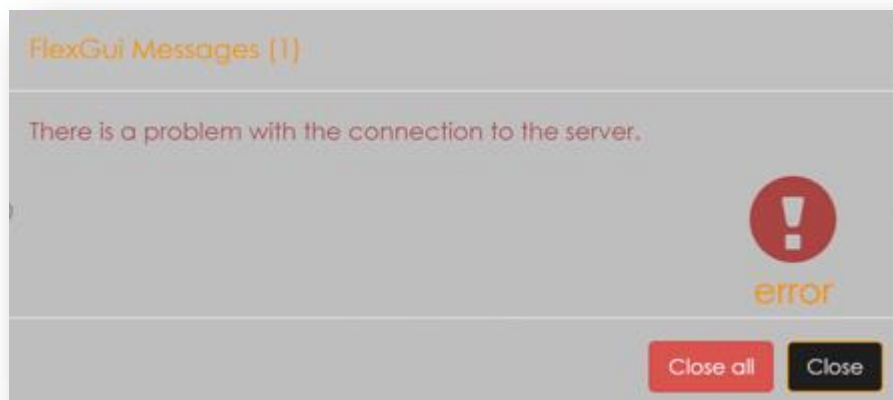 FlexGui Messages (1)
There is a problem with the connection to the server.
error
Close all
Close